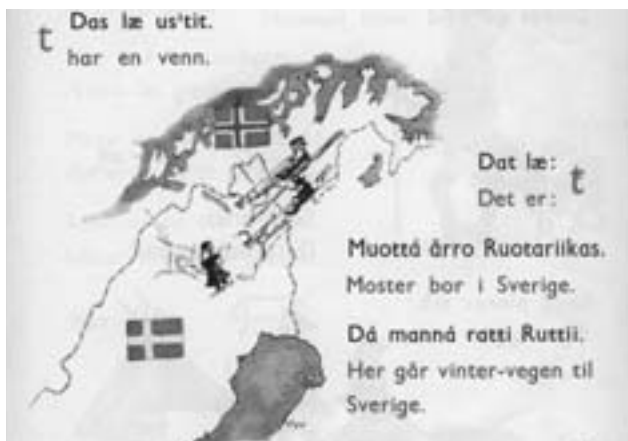 t
Das læ us'tit.
har en venn.
Dat læ:
Det er:
t
Muottá ârro Ruotariikas.
Moster bor i Sverige.
Dá manná ratti Ruttii.
Her går vinter-vegen til
Sverige.